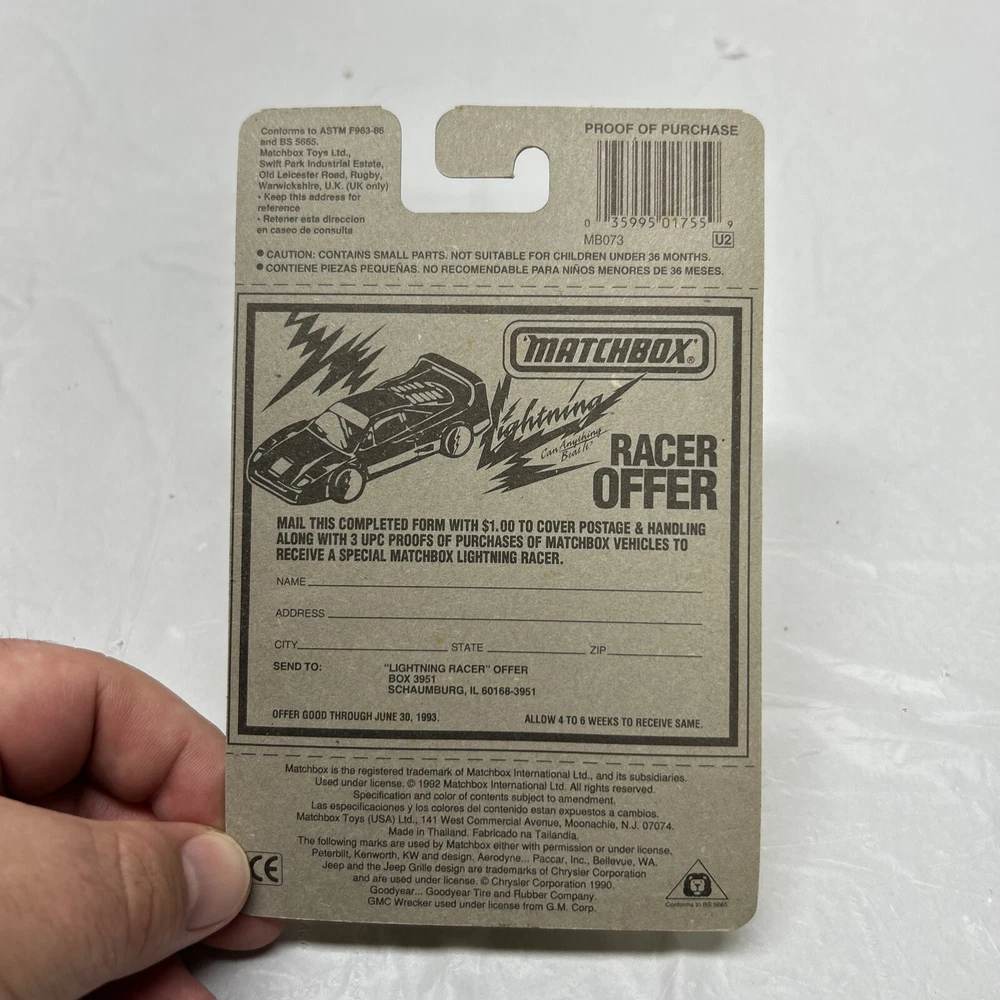 Conforms to ASTM F963-86
and BS 5665.
Matchbox Toys Ltd.,
Swift Park Industrial Estate,
Old Leicester Road, Rugby,
Warwickshire, U.K. (UK only)
• Keep this address for
reference
• Retener esta direccion
en caseo de consulta
PROOF OF PURCHASE
0 35995 01755 9
MB073 U2
• CAUTION: CONTAINS SMALL PARTS. NOT SUITABLE FOR CHILDREN UNDER 36 MONTHS.
• CONTIENE PIEZAS PEQUEÑAS. NO RECOMENDABLE PARA NIÑOS MENORES DE 36 MESES.
"MATCHBOX"®
Lightning
Can Anything
Beat It?
RACER
OFFER
MAIL THIS COMPLETED FORM WITH $1.00 TO COVER POSTAGE & HANDLING
ALONG WITH 3 UPC PROOFS OF PURCHASES OF MATCHBOX VEHICLES TO
RECEIVE A SPECIAL MATCHBOX LIGHTNING RACER.
NAME
ADDRESS
CITY STATE ZIP
SEND TO: "LIGHTNING RACER" OFFER
BOX 3951
SCHAUMBURG, IL 60168-3951
OFFER GOOD THROUGH JUNE 30, 1993. ALLOW 4 TO 6 WEEKS TO RECEIVE SAME.
Matchbox is the registered trademark of Matchbox International Ltd., and its subsidiaries.
Used under license. © 1992 Matchbox International Ltd. All rights reserved.
Specification and color of contents subject to amendment.
Las especificaciones y los colores del contenido estan expuestos a cambios.
Matchbox Toys (USA) Ltd., 141 West Commercial Avenue, Moonachie, N.J. 07074.
Made in Thailand. Fabricado na Tailandia.
The following marks are used by Matchbox either with permission or under license.
Peterbilt, Kenworth, KW and design. Aerodyne... Paccar, Inc., Bellevue, WA.
Jeep and the Jeep Grille design are trademarks of Chrysler Corporation
and are used under license. © Chrysler Corporation 1990.
Goodyear... Goodyear Tire and Rubber Company.
GMC Wrecker used under license from G.M. Corp.
CE
Conforms to BS 5665